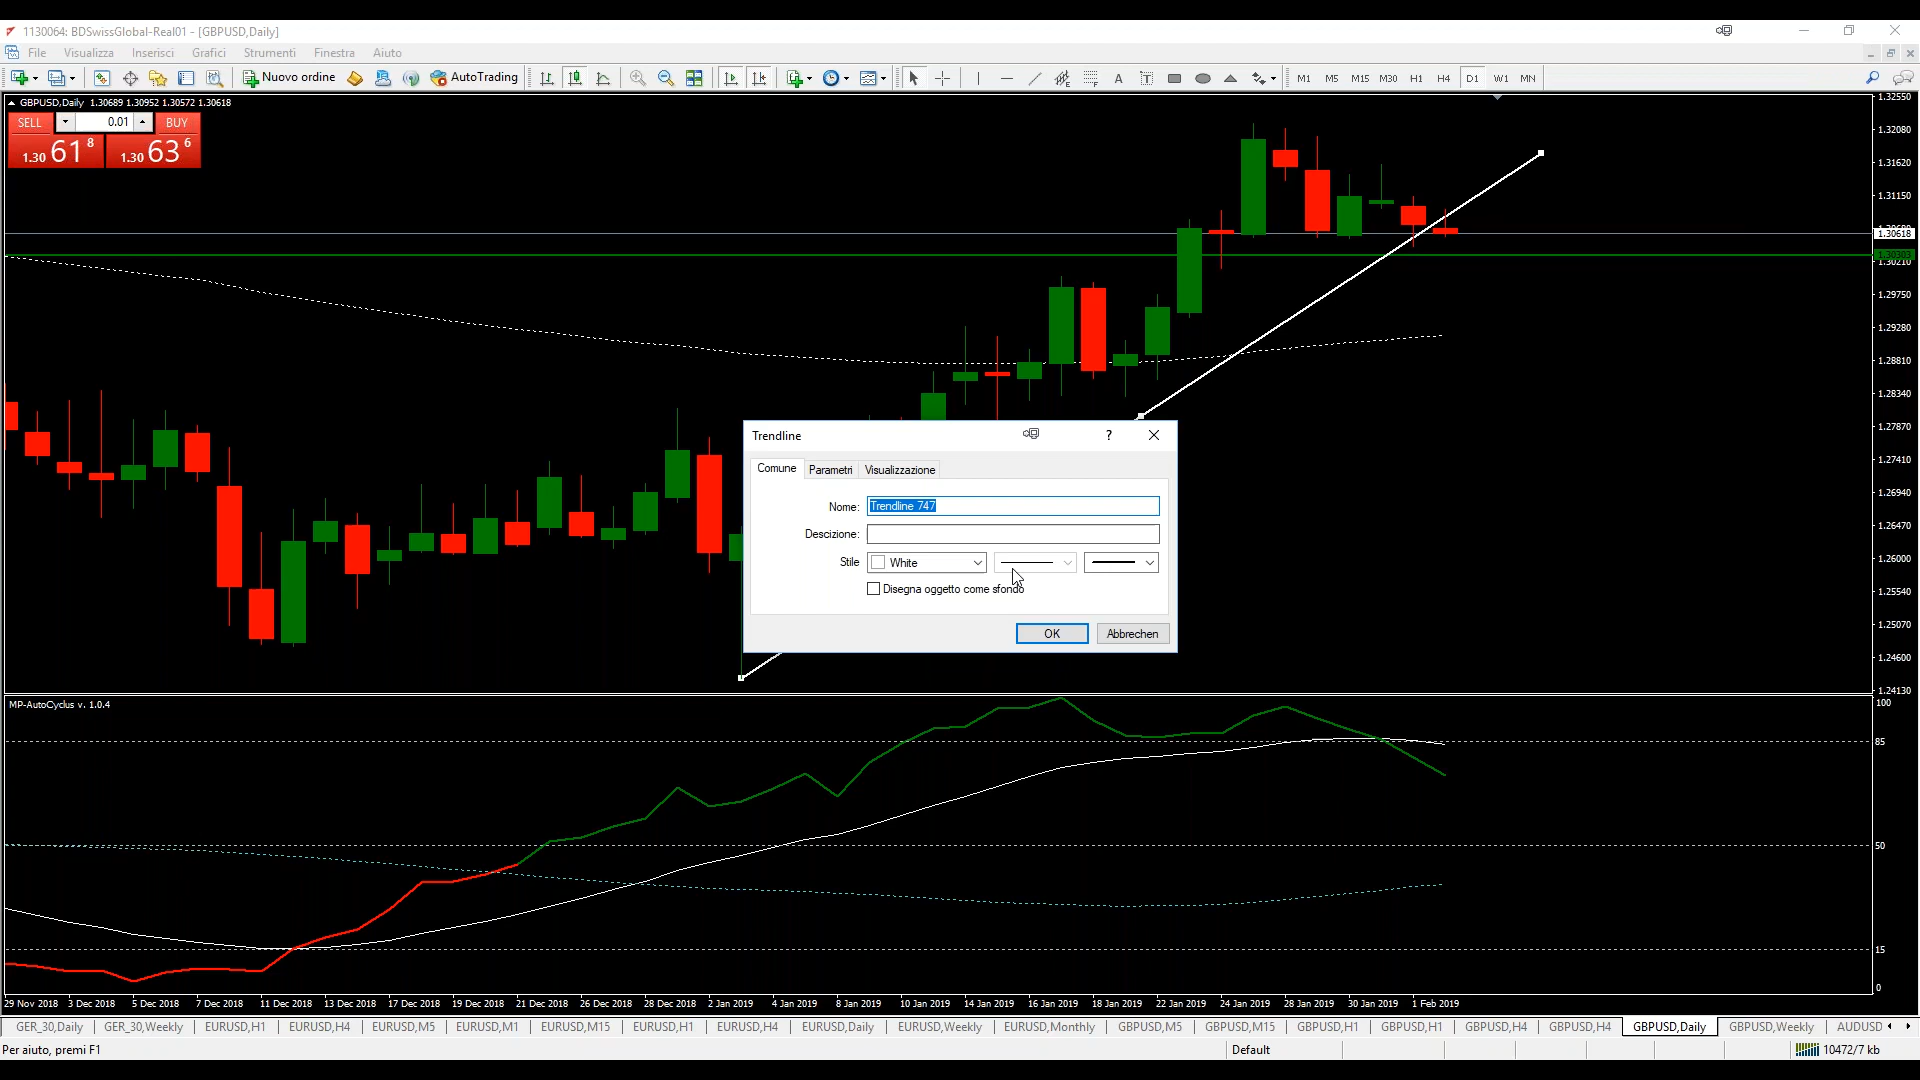 1130064: BDSwissGlobal-Real01 - [GBPUSD,Daily]
File Visualizza Inserisci Grafici Strumenti Finestra Aiuto
Nuovo ordine AutoTrading A T M1 M5 M15 M30 H1 H4 D1 W1 MN
GBPUSD,Daily 1.30689 1.30952 1.30572 1.30618
SELL 0.01 BUY
1.30 61 8 1.30 63 6
1.32550
1.32080
1.31620
1.31150
1.30618
1.30210
1.29750
1.29280
1.28810
1.28340
1.27870
1.27410
1.26940
1.26470
1.26000
1.25540
1.25070
1.24600
1.24130
Trendline ?
Comune Parametri Visualizzazione
Nome: Trendline 747
Descizione:
Stile White
Disegna oggetto come sfondo
OK Abbrechen
MP-AutoCyclus v. 1.0.4
100
85
50
15
0
29 Nov 2018 3 Dec 2018 5 Dec 2018 7 Dec 2018 11 Dec 2018 13 Dec 2018 17 Dec 2018 19 Dec 2018 21 Dec 2018 26 Dec 2018 28 Dec 2018 2 Jan 2019 4 Jan 2019 8 Jan 2019 10 Jan 2019 14 Jan 2019 16 Jan 2019 18 Jan 2019 22 Jan 2019 24 Jan 2019 28 Jan 2019 30 Jan 2019 1 Feb 2019
GER_30,Daily GER_30,Weekly EURUSD,H1 EURUSD,H4 EURUSD,M5 EURUSD,M1 EURUSD,M15 EURUSD,H1 EURUSD,H4 EURUSD,Daily EURUSD,Weekly EURUSD,Monthly GBPUSD,M5 GBPUSD,M15 GBPUSD,H1 GBPUSD,H1 GBPUSD,H4 GBPUSD,H4 GBPUSD,Daily GBPUSD,Weekly AUDUSD
Per aiuto, premi F1 Default 10472/7 kb